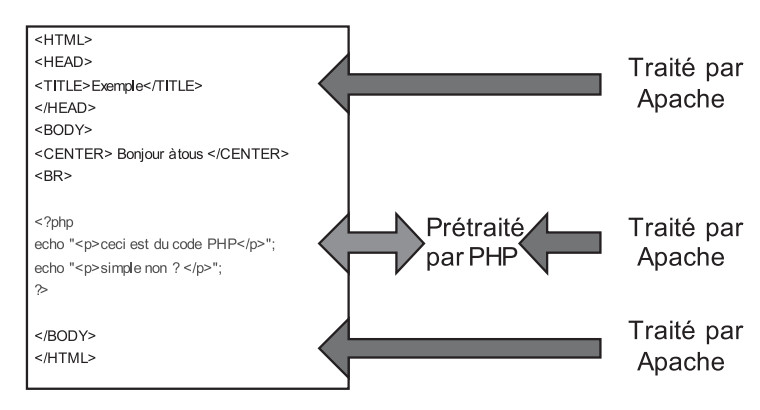 <HTML>
<HEAD>
<TITLE>Exemple</TITLE>
</HEAD>
<BODY>
<CENTER> Bonjour à tous </CENTER>
<BR>
<?php
echo "<p>ceci est du code PHP</p>";
echo "<p>simple non ? </p>";
?>
</BODY>
</HTML>
Traité par
Apache
Prétraité
par PHP
Traité par
Apache
Traité par
Apache